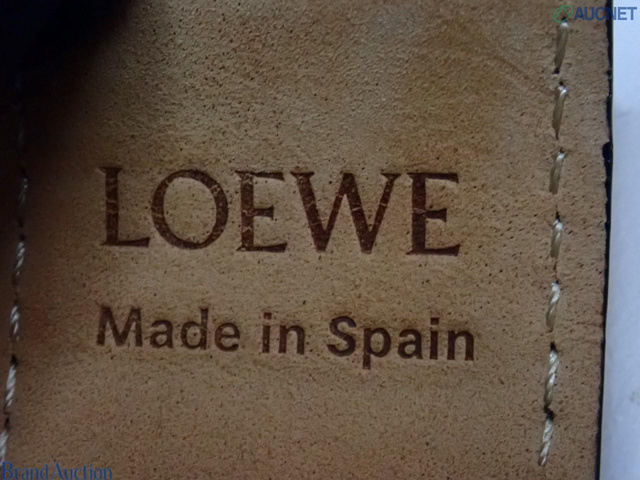 AUCNET
LOEWE
Made in Spain
Brand Auction